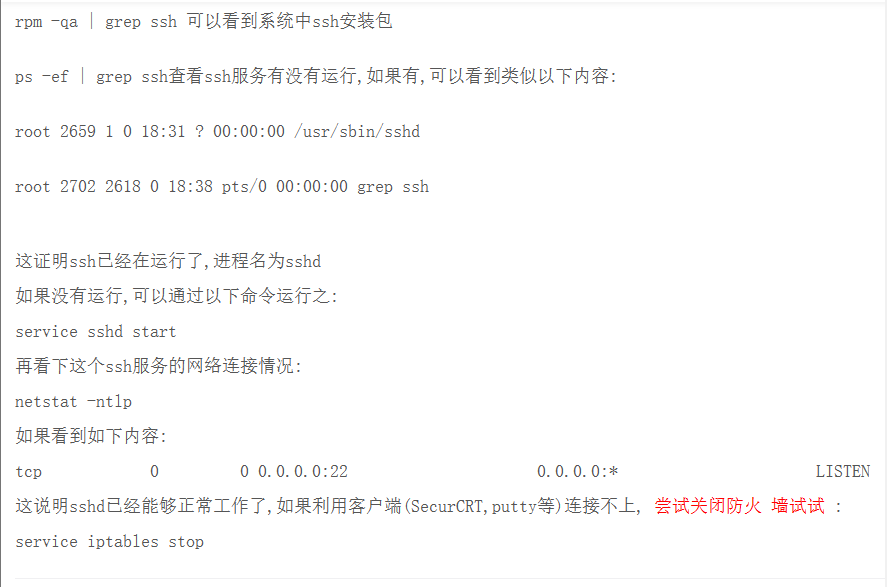 rpm -qa | grep ssh 可以看到系统中ssh安装包
ps -ef | grep ssh查看ssh服务有没有运行,如果有,可以看到类似以下内容:
root 2659 1 0 18:31 ? 00:00:00 /usr/sbin/sshd
root 2702 2618 0 18:38 pts/0 00:00:00 grep ssh
这证明ssh已经在运行了,进程名为sshd
如果没有运行,可以通过以下命令运行之:
service sshd start
再看下这个ssh服务的网络连接情况:
netstat -ntlp
如果看到如下内容:
tcp 0 0 0.0.0.0:22 0.0.0.0:* LISTEN
这说明sshd已经能够正常工作了,如果利用客户端(SecurCRT,putty等)连接不上, 尝试关闭防火 墙试试 :
service iptables stop